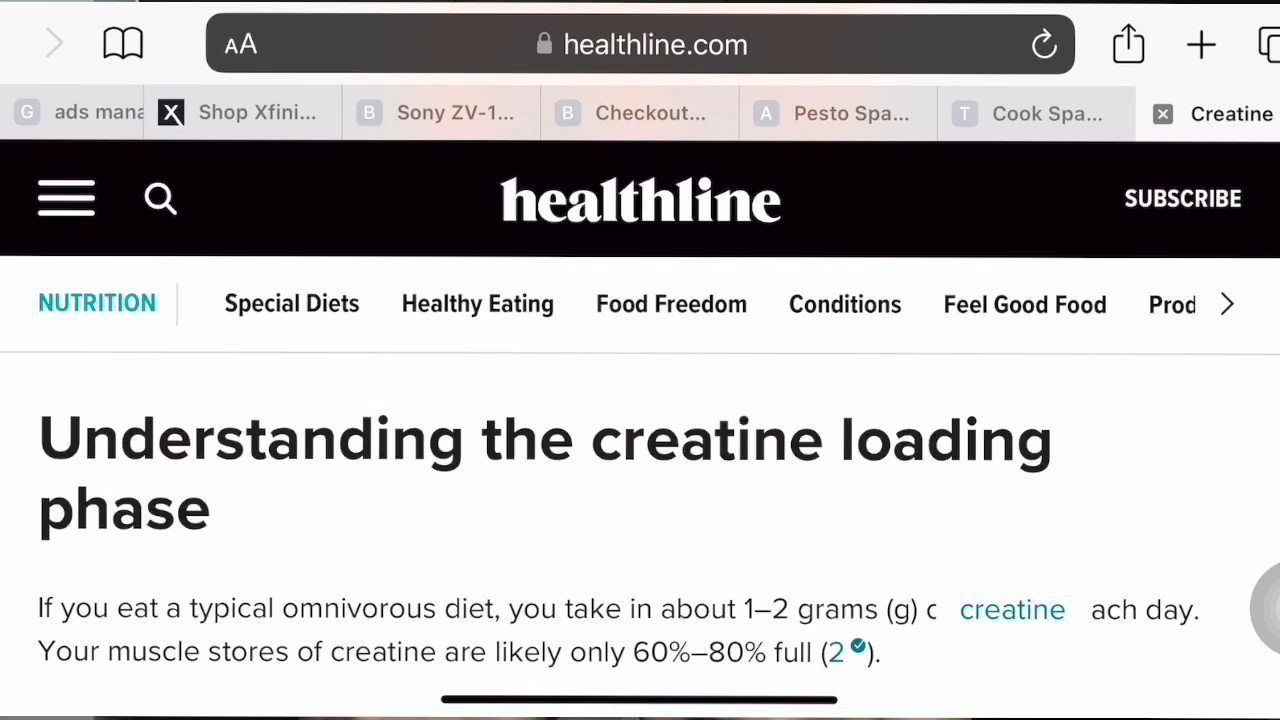 AA healthline.com
G ads mana X Shop Xfini... B Sony ZV-1... B Checkout... A Pesto Spa... T Cook Spa... Creatine
healthline
SUBSCRIBE
NUTRITION Special Diets Healthy Eating Food Freedom Conditions Feel Good Food Prod
Understanding the creatine loading
phase
If you eat a typical omnivorous diet, you take in about 1–2 grams (g) c creatine ach day.
Your muscle stores of creatine are likely only 60%–80% full (2).